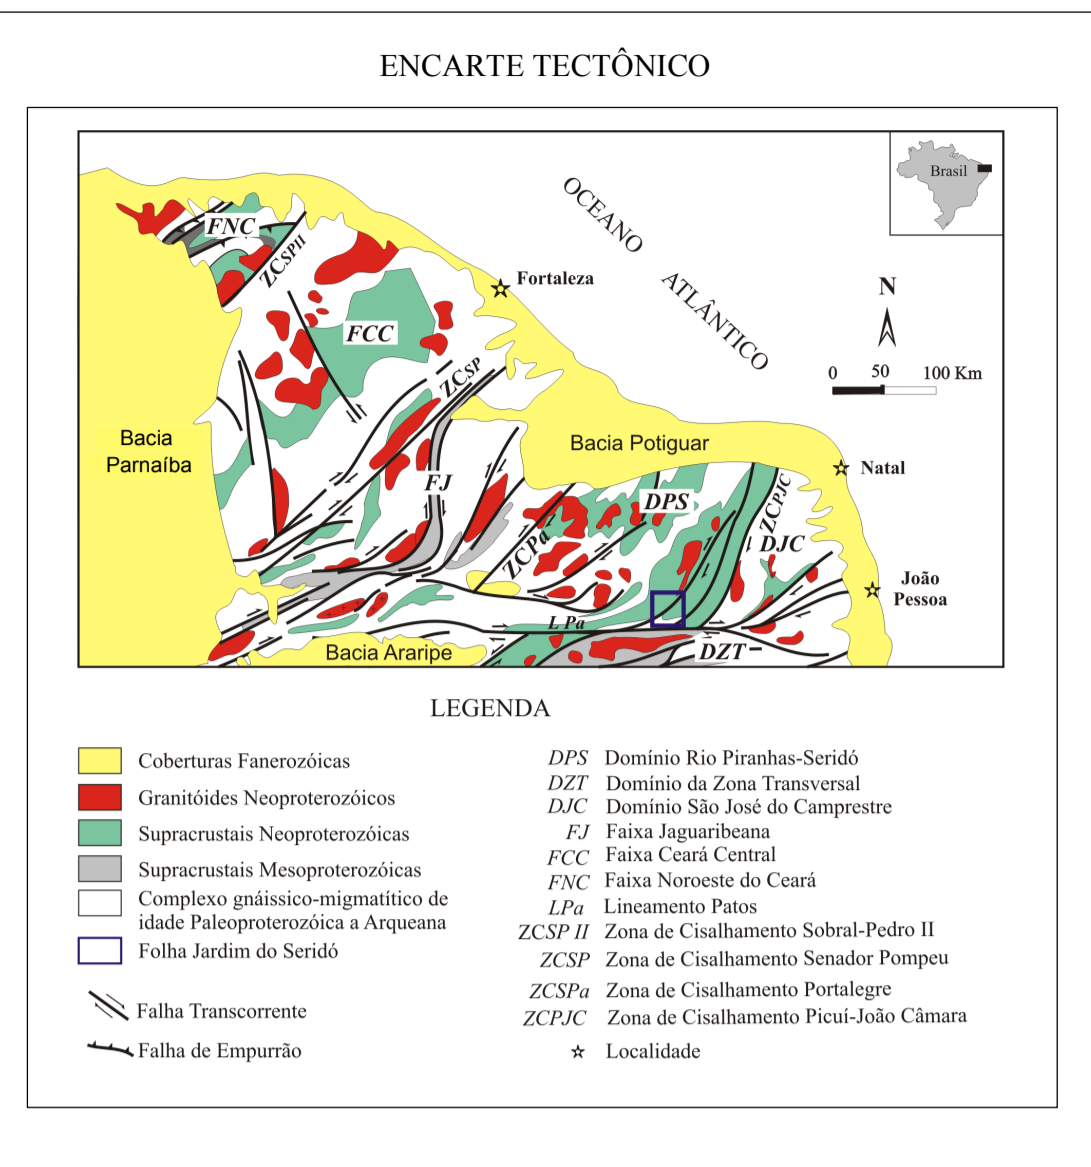 ENCARTE TECTÔNICO
Brasil
OCEANO
ATLÂNTICO
FNC
ZCSPII
Fortaleza
N
FCC
0 50 100 Km
ZCSP
Bacia
Parnaíba
Bacia Potiguar
Natal
FJ
DPS
ZCPJC
ZCPa
DJC
João
Pessoa
L Pa
Bacia Araripe
DZT
LEGENDA
Coberturas Fanerozóicas
Granitóides Neoproterozóicos
Supracrustais Neoproterozóicas
Supracrustais Mesoproterozóicas
Complexo gnáissico-migmatítico de
idade Paleoproterozóica a Arqueana
Folha Jardim do Seridó
Falha Transcorrente
Falha de Empurrão
DPS Domínio Rio Piranhas-Seridó
DZT Domínio da Zona Transversal
DJC Domínio São José do Camprestre
FJ Faixa Jaguaribeana
FCC Faixa Ceará Central
FNC Faixa Noroeste do Ceará
LPa Lineamento Patos
ZCSP II Zona de Cisalhamento Sobral-Pedro II
ZCSP Zona de Cisalhamento Senador Pompeu
ZCSPa Zona de Cisalhamento Portalegre
ZCPJC Zona de Cisalhamento Picuí-João Câmara
Localidade